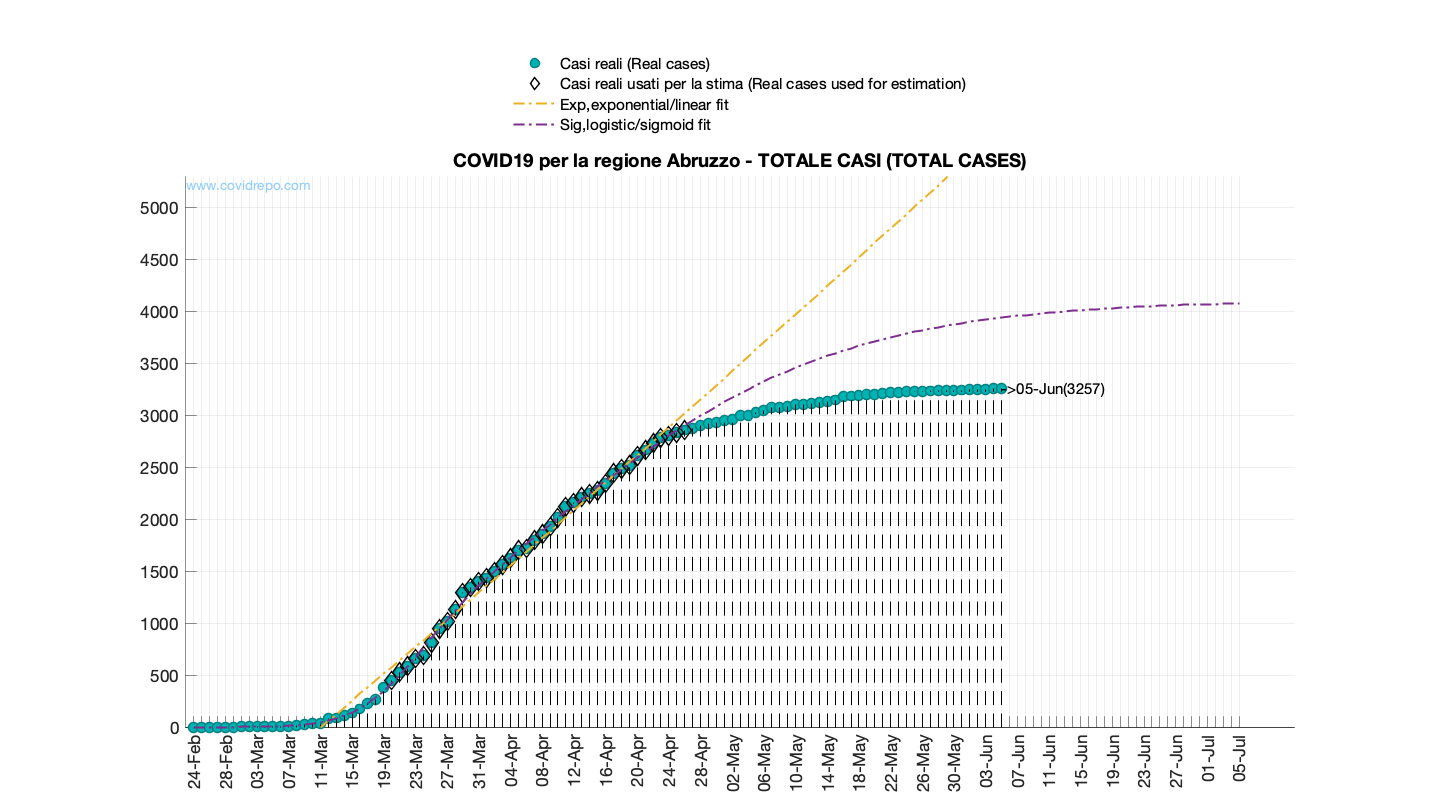 Casi reali (Real cases)
Casi reali usati per la stima (Real cases used for estimation)
Exp,exponential/linear fit
Sig,logistic/sigmoid fit
COVID19 per la regione Abruzzo - TOTALE CASI (TOTAL CASES)
www.covidrepo.com
5000
4500
4000
3500
3000
2500
2000
1500
1000
500
0
>05-Jun(3257)
24-Feb
28-Feb
03-Mar
07-Mar
11-Mar
15-Mar
19-Mar
23-Mar
27-Mar
31-Mar
04-Apr
08-Apr
12-Apr
16-Apr
20-Apr
24-Apr
28-Apr
02-May
06-May
10-May
14-May
18-May
22-May
26-May
30-May
03-Jun
07-Jun
11-Jun
15-Jun
19-Jun
23-Jun
27-Jun
01-Jul
05-Jul